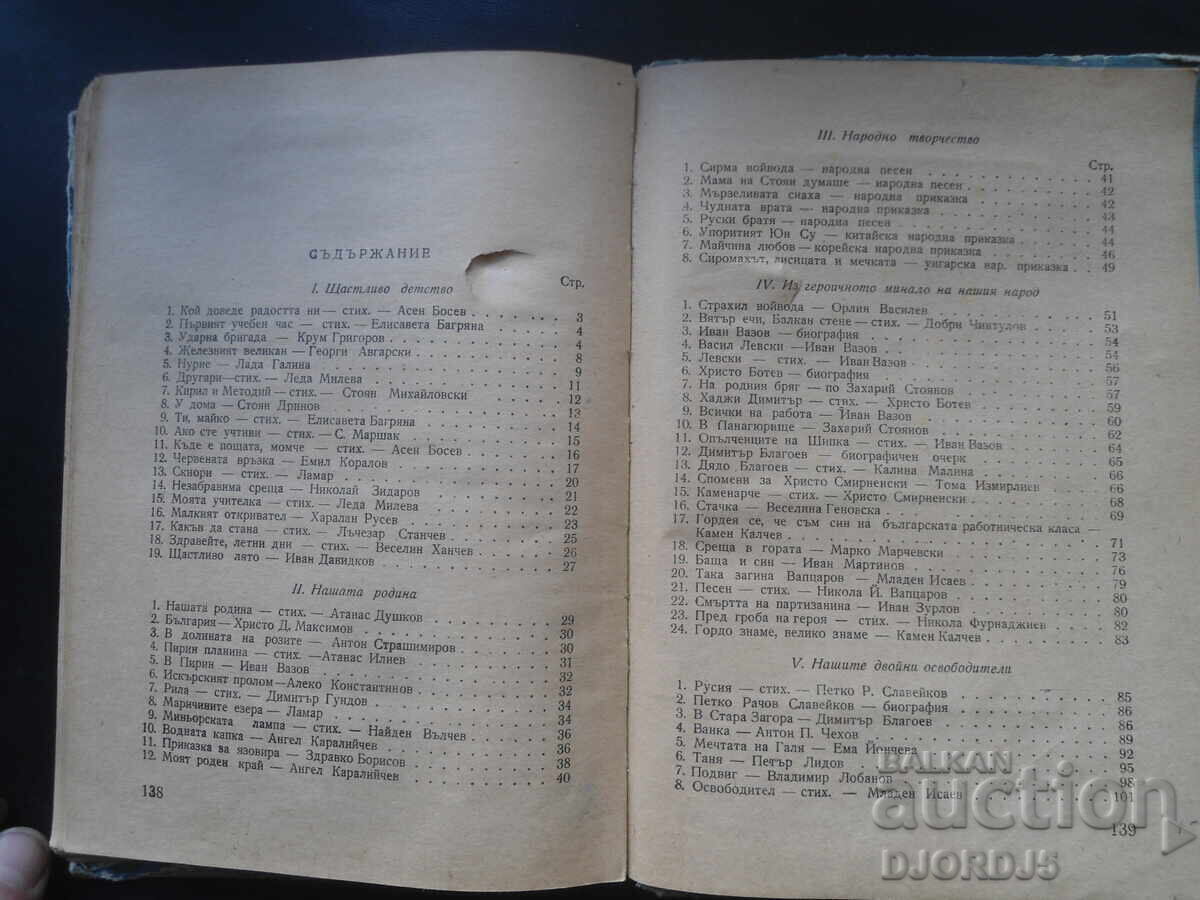 СЪДЪРЖАНИЕ
I. Щастливо детство
Стр.
1. Кой доведе радостта ни — стих. — Асен Босев . . . . . 3
2. Първият учебен час — стих. — Елисавета Багряна . . . . . 4
3. Ударна бригада — Крум Григоров . . . . . 4
4. Железният великан — Георги Авгарски . . . . . 8
5. Нурие — Лада Галина . . . . . 9
6. Другари — стих. — Леда Милева . . . . . 11
7. Кирил и Методий — стих. — Стоян Михайловски . . . . . 12
8. У дома — Стоян Дринов . . . . . 13
9. Ти, майко — стих. — Елисавета Багряна . . . . . 14
10. Ако сте учтиви — стих. — С. Маршак . . . . . 15
11. Къде е пощата, момче — стих. — Асен Босев . . . . . 16
12. Червената връзка — Емил Коралов . . . . . 17
13. Скиори — стих. — Ламар . . . . . 20
14. Незабравима среща — Николай Зидаров . . . . . 21
15. Моята учителка — стих. — Леда Милева . . . . . 22
16. Малкият откривател — Харалан Русев . . . . . 23
17. Какъв да стана — стих. — Лъчезар Станчев . . . . . 25
18. Здравейте, летни дни — стих. — Веселин Ханчев . . . . . 26
19. Щастливо лято — Иван Давидков . . . . . 27
II. Нашата родина
1. Нашата родина — стих. — Атанас Душков . . . . . 29
2. България — Христо Д. Максимов . . . . . 30
3. В долината на розите — Антон Страшимиров . . . . . 30
4. Пирин планина — стих. — Атанас Илиев . . . . . 31
5. В Пирин — Иван Вазов . . . . . 32
6. Искърският пролом — Алеко Константинов . . . . . 32
7. Рила — стих. — Димитър Гундов . . . . . 34
8. Маричините езера — Ламар . . . . . 34
9. Миньорската лампа — стих. — Найден Вълчев . . . . . 36
10. Водната капка — Ангел Каралийчев . . . . . 36
11. Приказка за язовира — Здравко Борисов . . . . . 38
12. Моят роден край — Ангел Каралийчев . . . . . 40
138
III. Народно творчество
Стр.
1. Сирма войвода — народна песен . . . . . 41
2. Мама на Стоян думаше — народна песен . . . . . 42
3. Мързеливата снаха — народна приказка . . . . . 42
4. Чудната врата — народна приказка . . . . . 43
5. Руски братя — народна песен . . . . . 44
6. Упоритият Юн Су — китайска народна приказка . . . . . 44
7. Майчина любов — корейска народна приказка . . . . . 46
8. Сиромахът, лисицата и мечката — унгарска нар. приказка . 49
IV. Из героичното минало на нашия народ
1. Страхил войвода — Орлин Василев . . . . . 51
2. Вятър ечи, Балкан стене — стих. — Добри Чинтулов . . . . . 53
3. Иван Вазов — биография . . . . . 54
4. Васил Левски — Иван Вазов . . . . . 54
5. Левски — стих. — Иван Вазов . . . . . 56
6. Христо Ботев — биография . . . . . 57
7. На родния бряг — по Захарий Стоянов . . . . . 57
8. Хаджи Димитър — стих. — Христо Ботев . . . . . 59
9. Всички на работа — Иван Вазов . . . . . 60
10. В Панагюрище — Захарий Стоянов . . . . . 62
11. Опълченците на Шипка — стих. — Иван Вазов . . . . . 64
12. Димитър Благоев — биографичен очерк . . . . . 65
13. Дядо Благоев — стих. — Калина Малина . . . . . 66
14. Спомени за Христо Смирненски — Тома Измирлиев . . . . . 66
15. Каменарче — стих. — Христо Смирненски . . . . . 68
16. Стачка — Веселина Геновска . . . . . 69
17. Гордея се, че съм син на българската работническа класа —
Камен Калчев . . . . . 71
18. Среща в гората — Марко Марчевски . . . . . 73
19. Баща и син — Иван Мартинов . . . . . 76
20. Така загина Вапцаров — Младен Исаев . . . . . 79
21. Песен — стих. — Никола Й. Вапцаров . . . . . 80
22. Смъртта на партизанина — Иван Зурлов . . . . . 80
23. Пред гроба на героя — стих. — Никола Фурнаджиев . . . . . 82
24. Гордо знаме, велико знаме — Камен Калчев . . . . . 83
V. Нашите двойни освободители
1. Русия — стих. — Петко Р. Славейков . . . . . 85
2. Петко Рачов Славейков — биография . . . . . 86
3. В Стара Загора — Димитър Благоев . . . . . 86
4. Ванка — Антон П. Чехов . . . . . 89
5. Мечтата на Галя — Ема Йончева . . . . . 92
6. Таня — Петър Лидов . . . . . 95
7. Подвиг — Владимир Лобанов . . . . . 98
8. Освободител — стих. — Младен Исаев . . . . . 101
139
BALKAN
auction
DJORDJ5